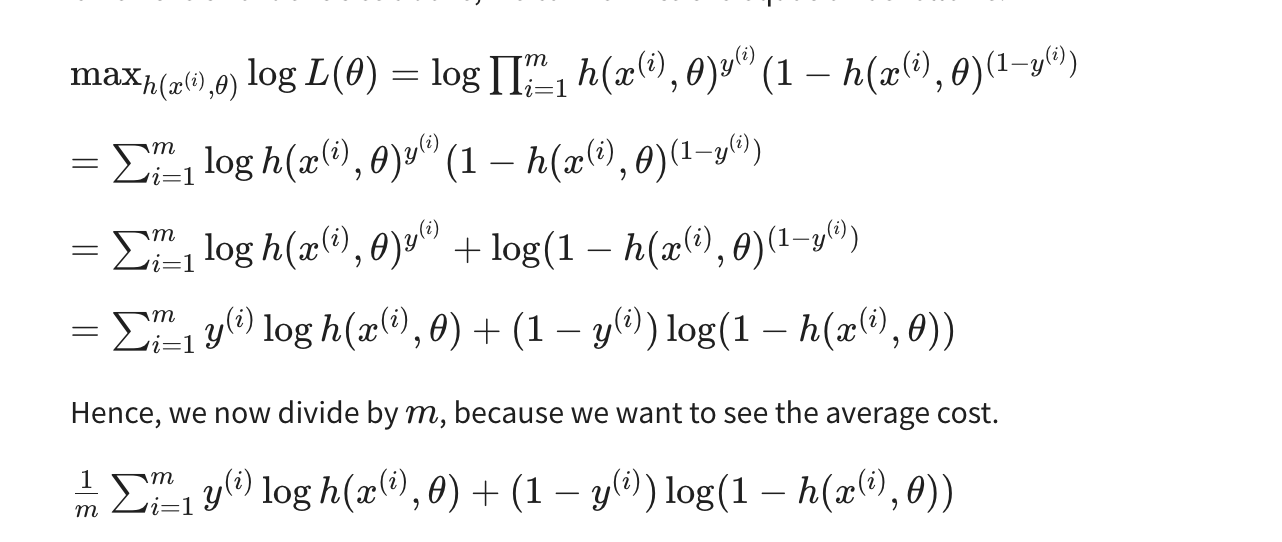 max_{h(x^{(i)},θ)} log L(θ) = log ∏_{i=1}^{m} h(x^{(i)}, θ)^{y^{(i)}} (1 − h(x^{(i)}, θ)^{(1−y^{(i)})}
= ∑_{i=1}^{m} log h(x^{(i)}, θ)^{y^{(i)}} (1 − h(x^{(i)}, θ)^{(1−y^{(i)})}
= ∑_{i=1}^{m} log h(x^{(i)}, θ)^{y^{(i)}} + log(1 − h(x^{(i)}, θ)^{(1−y^{(i)})}
= ∑_{i=1}^{m} y^{(i)} log h(x^{(i)}, θ) + (1 − y^{(i)}) log(1 − h(x^{(i)}, θ))
Hence, we now divide by m, because we want to see the average cost.
1/m ∑_{i=1}^{m} y^{(i)} log h(x^{(i)}, θ) + (1 − y^{(i)}) log(1 − h(x^{(i)}, θ))